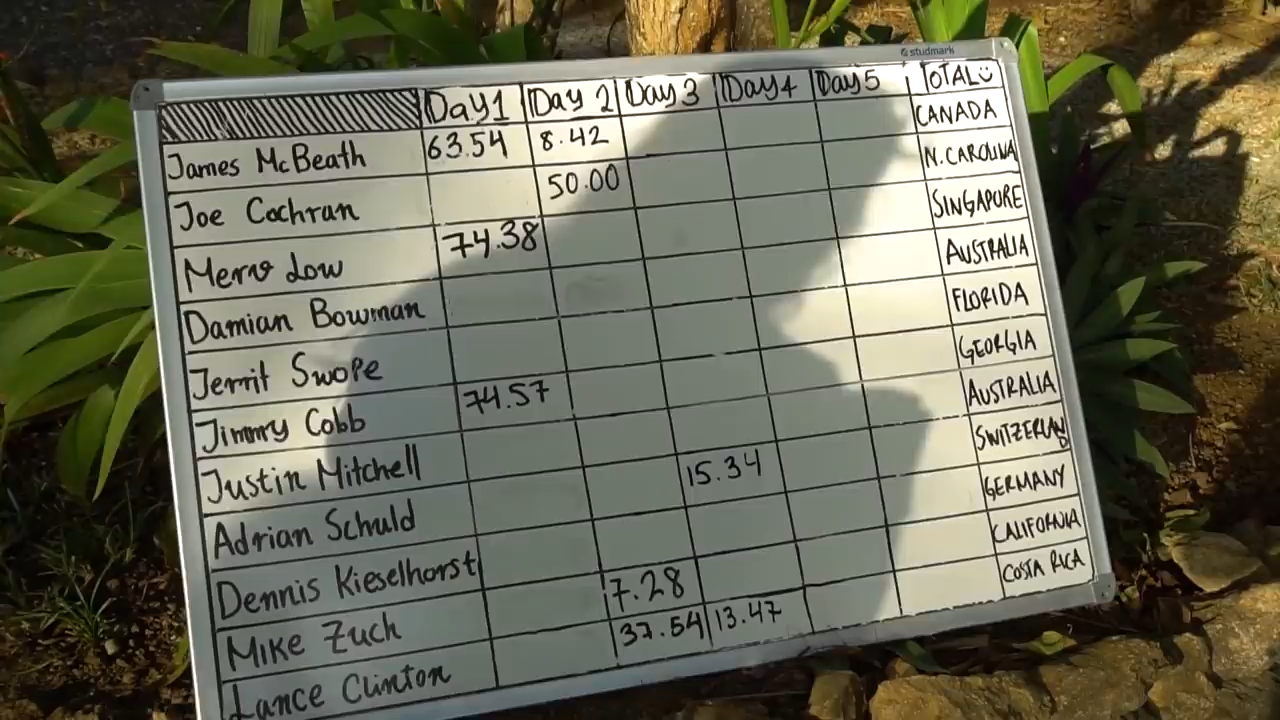 studmark
Day1 Day 2 Day 3 Day4 Day5 TOTAL
James McBeath 63.54 8.42 CANADA
Joe Cochran 50.00 N.CAROLINA
Merv Low 74.38 SINGAPORE
Damian Bowman AUSTRALIA
Jerrit Swope FLORIDA
Jimmy Cobb 74.57 GEORGIA
Justin Mitchell AUSTRALIA
Adrian Schuld 15.34 SWITZERLAND
Dennis Kieselhorst GERMANY
Mike Zuch 7.28 CALIFORNIA
Lance Clinton 37.54 13.47 COSTA RICA